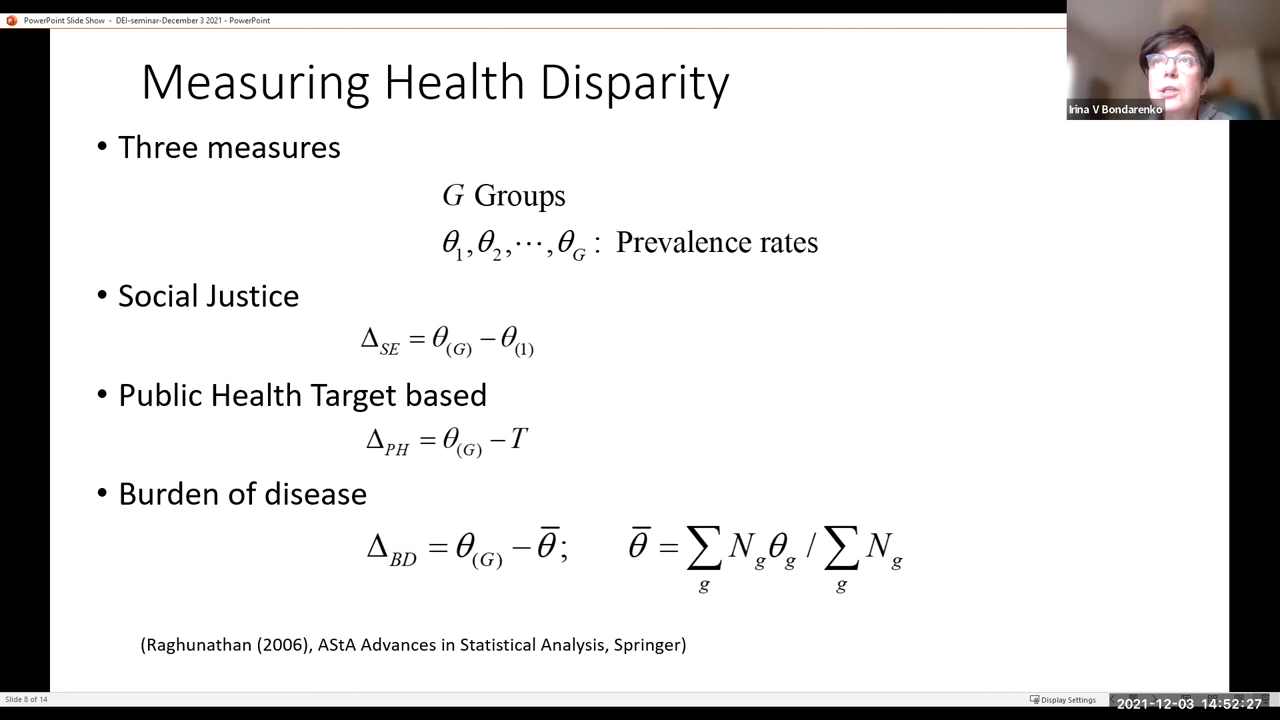 PowerPoint Slide Show - DEI-seminar-December 3 2021 - PowerPoint
Measuring Health Disparity
Irina V Bondarenko
• Three measures
G Groups
θ₁, θ₂, ⋯, θ_G : Prevalence rates
• Social Justice
Δ_SE = θ_(G) − θ_(1)
• Public Health Target based
Δ_PH = θ_(G) − T
• Burden of disease
Δ_BD = θ_(G) − θ̄; θ̄ = ∑_g N_g θ_g / ∑_g N_g
(Raghunathan (2006), AStA Advances in Statistical Analysis, Springer)
Slide 8 of 14
Display Settings
2021-12-03 14:52:27